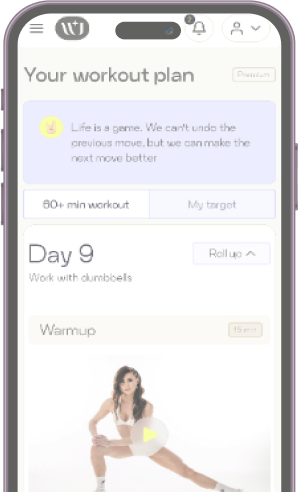 Your workout plan
Premium
Life is a game. We can't undo the
previous move, but we can make the
next move better
60+ min workout
My target
Day 9
Roll up
Work with dumbbells
Warmup